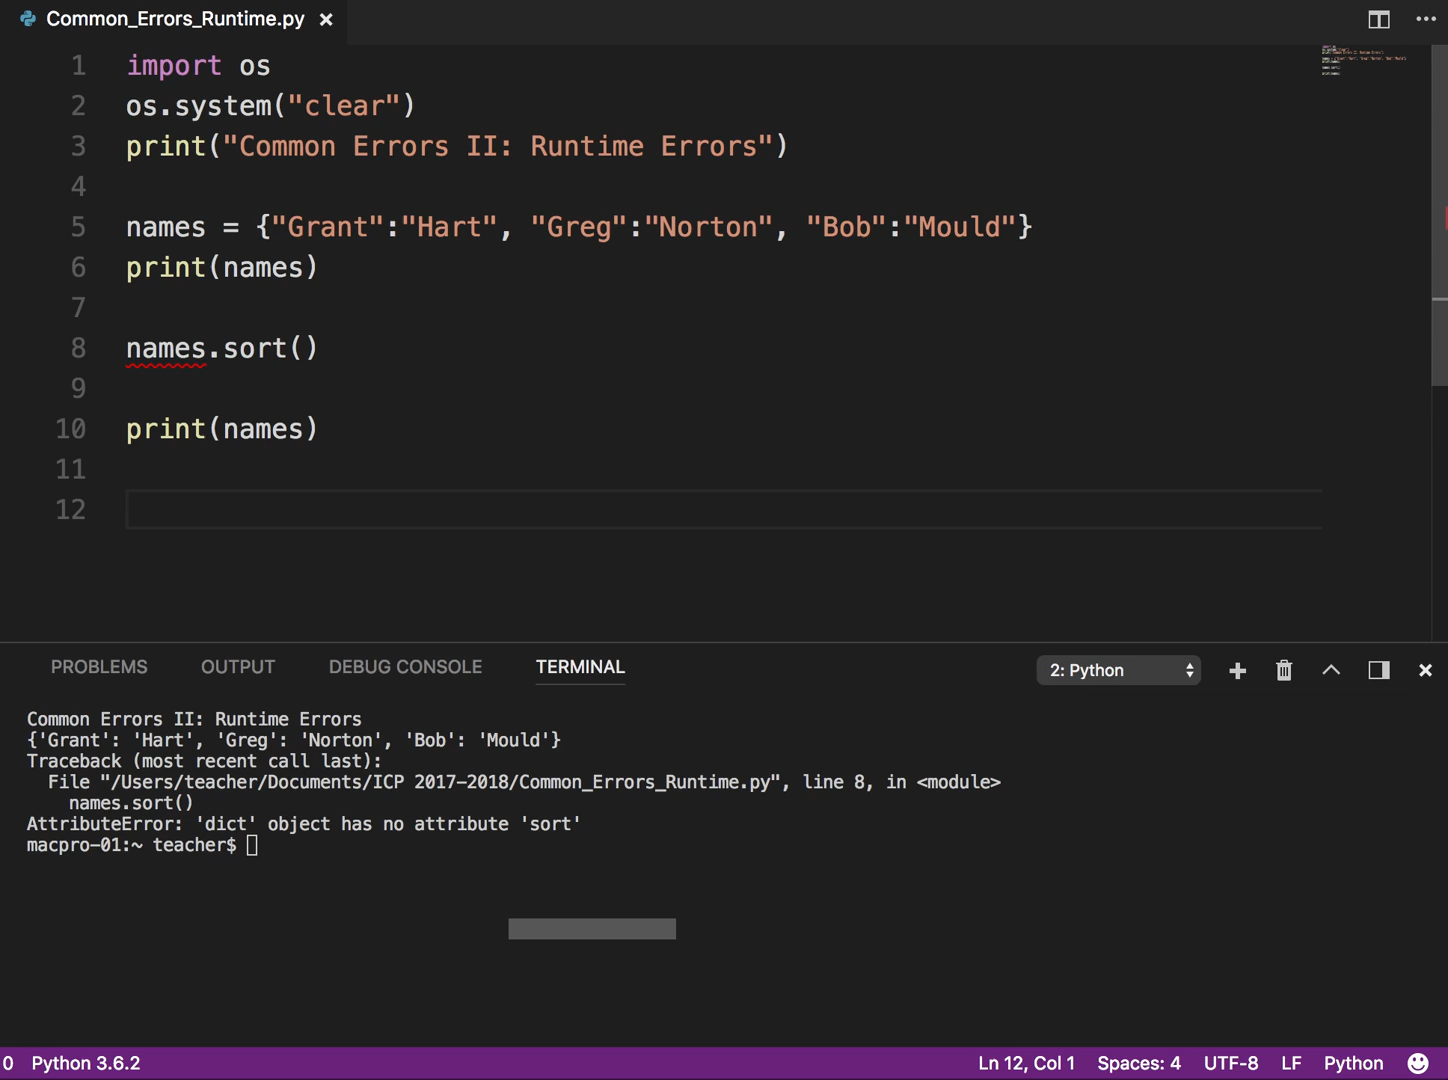 Common_Errors_Runtime.py ×
1 import os
2 os.system("clear")
3 print("Common Errors II: Runtime Errors")
4
5 names = {"Grant":"Hart", "Greg":"Norton", "Bob":"Mould"}
6 print(names)
7
8 names.sort()
9
10 print(names)
11
12
PROBLEMS OUTPUT DEBUG CONSOLE TERMINAL 2: Python
Common Errors II: Runtime Errors
{'Grant': 'Hart', 'Greg': 'Norton', 'Bob': 'Mould'}
Traceback (most recent call last):
  File "/Users/teacher/Documents/ICP 2017-2018/Common_Errors_Runtime.py", line 8, in <module>
    names.sort()
AttributeError: 'dict' object has no attribute 'sort'
macpro-01:~ teacher$
0 Python 3.6.2 Ln 12, Col 1 Spaces: 4 UTF-8 LF Python